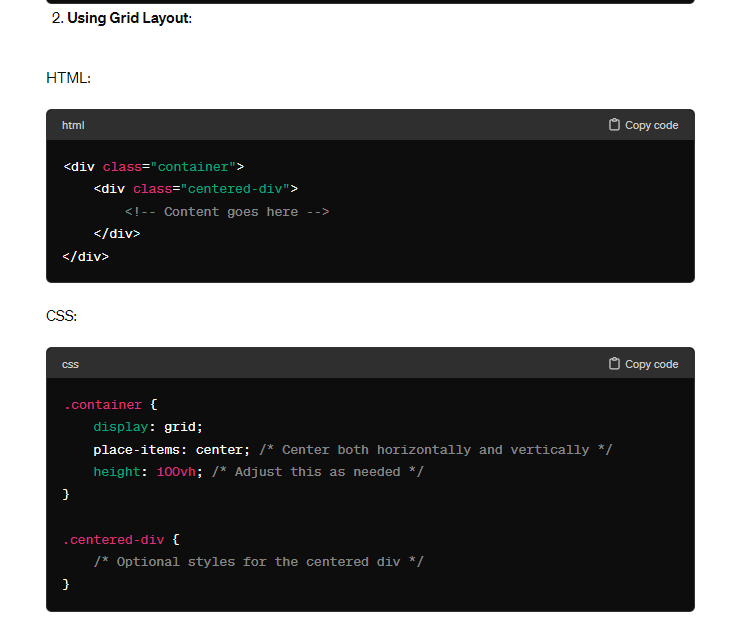 2. Using Grid Layout:
HTML:
html Copy code
<div class="container">
    <div class="centered-div">
        <!-- Content goes here -->
    </div>
</div>
CSS:
css Copy code
.container {
    display: grid;
    place-items: center; /* Center both horizontally and vertically */
    height: 100vh; /* Adjust this as needed */
}
.centered-div {
    /* Optional styles for the centered div */
}